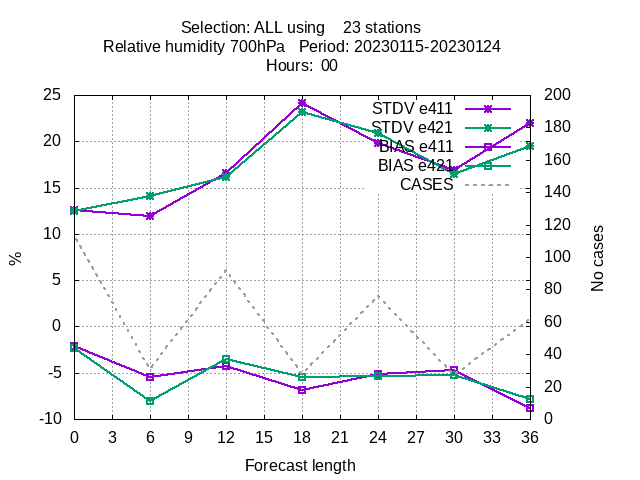 Selection: ALL using 23 stations
Relative humidity 700hPa Period: 20230115-20230124
Hours: 00
STDV e411
STDV e421
BIAS e411
BIAS e421
CASES
25
20
15
10
5
0
-5
-10
%
200
180
160
140
120
100
80
60
40
20
0
No cases
0 3 6 9 12 15 18 21 24 27 30 33 36
Forecast length